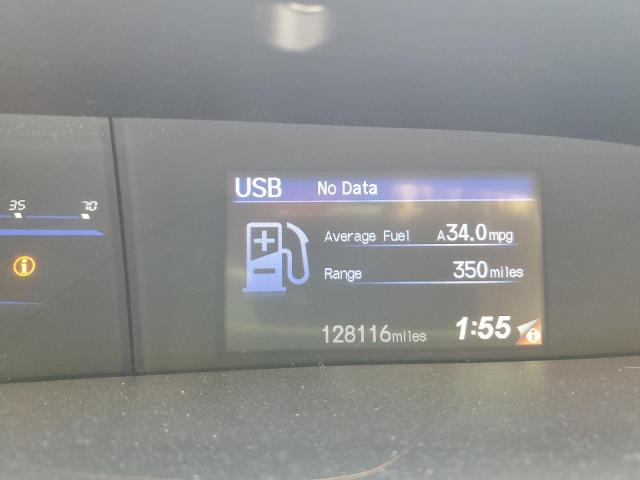 USB No Data
35 70
Average Fuel A34.0mpg
Range 350miles
128116miles 1:55